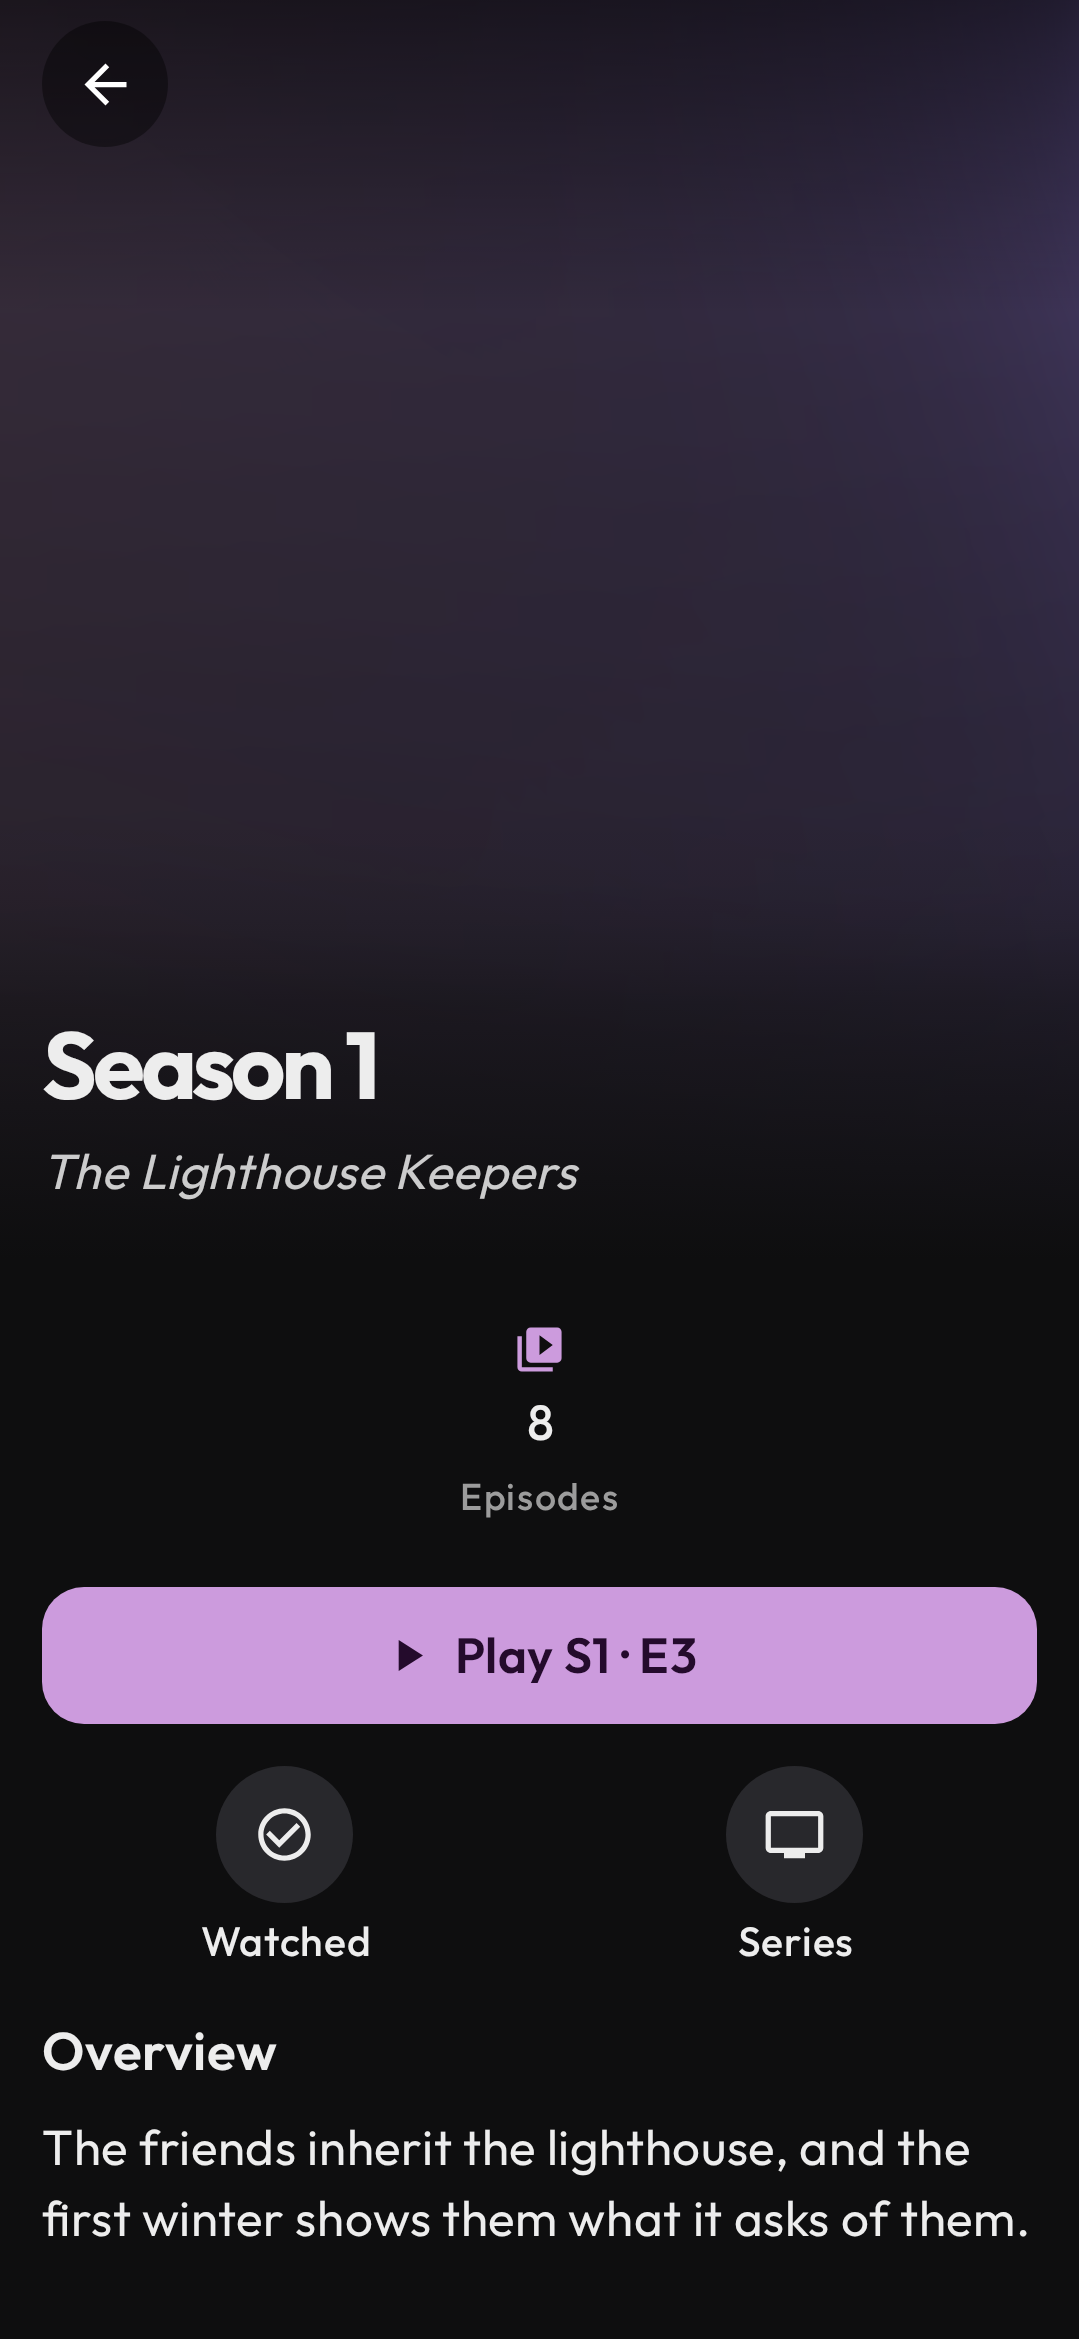 Season 1
The Lighthouse Keepers
8
Episodes
Play S1 · E3
Watched
Series
Overview
The friends inherit the lighthouse, and the
first winter shows them what it asks of them.